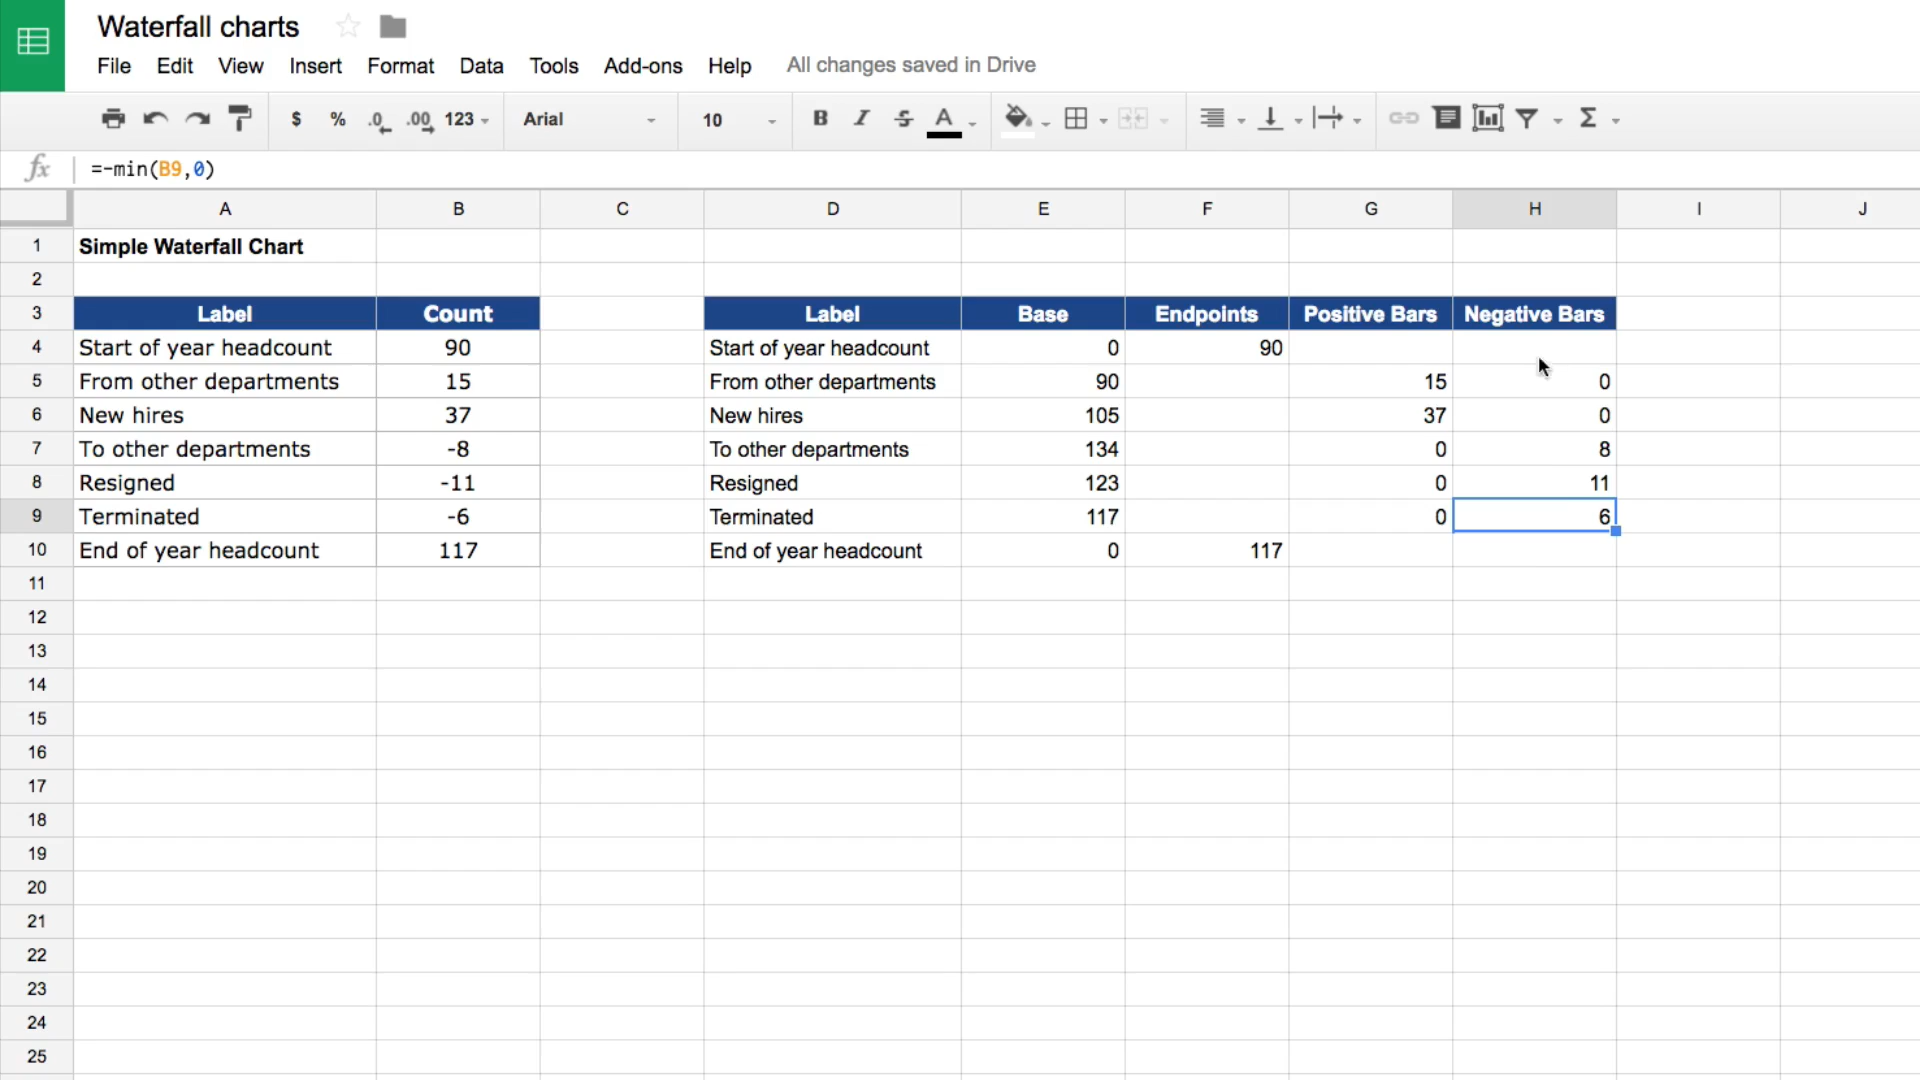 Waterfall charts
File Edit View Insert Format Data Tools Add-ons Help All changes saved in Drive
$ % .0 .00 123 Arial 10 B I S A Σ
fx =-min(B9,0)
A B C D E F G H I J
1 Simple Waterfall Chart
2
3 Label Count Label Base Endpoints Positive Bars Negative Bars
4 Start of year headcount 90 Start of year headcount 0 90
5 From other departments 15 From other departments 90 15 0
6 New hires 37 New hires 105 37 0
7 To other departments -8 To other departments 134 0 8
8 Resigned -11 Resigned 123 0 11
9 Terminated -6 Terminated 117 0 6
10 End of year headcount 117 End of year headcount 0 117
11
12
13
14
15
16
17
18
19
20
21
22
23
24
25